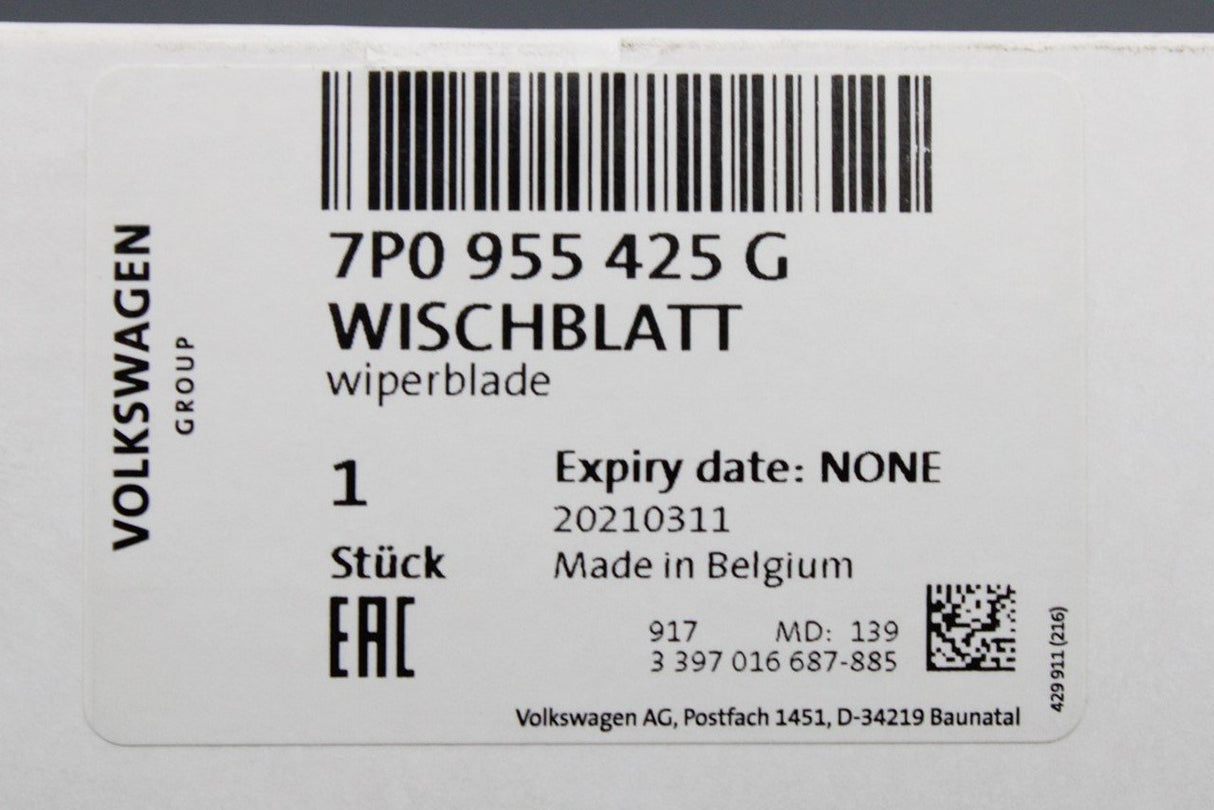 VOLKSWAGEN
GROUP
7P0 955 425 G
WISCHBLATT
wiperblade
1
Stück
EAC
Expiry date: NONE
20210311
Made in Belgium
917 MD: 139
3 397 016 687-885
429 911 (216)
Volkswagen AG, Postfach 1451, D-34219 Baunatal